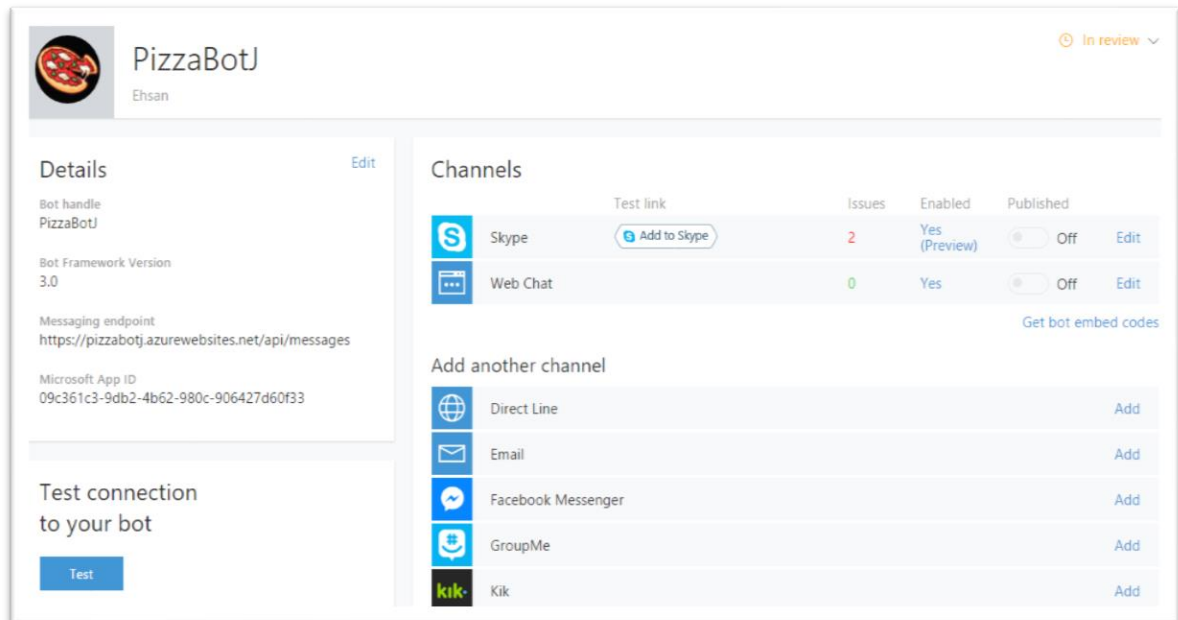 PizzaBotJ
Ehsan
In review
Details
Edit
Bot handle
PizzaBotJ
Bot Framework Version
3.0
Messaging endpoint
https://pizzabotj.azurewebsites.net/api/messages
Microsoft App ID
09c361c3-9db2-4b62-980c-906427d60f33
Test connection
to your bot
Test
Channels
Test link Issues Enabled Published
S Skype S Add to Skype 2 Yes (Preview) Off Edit
Web Chat 0 Yes Off Edit
Get bot embed codes
Add another channel
Direct Line Add
Email Add
Facebook Messenger Add
# GroupMe Add
kik· Kik Add